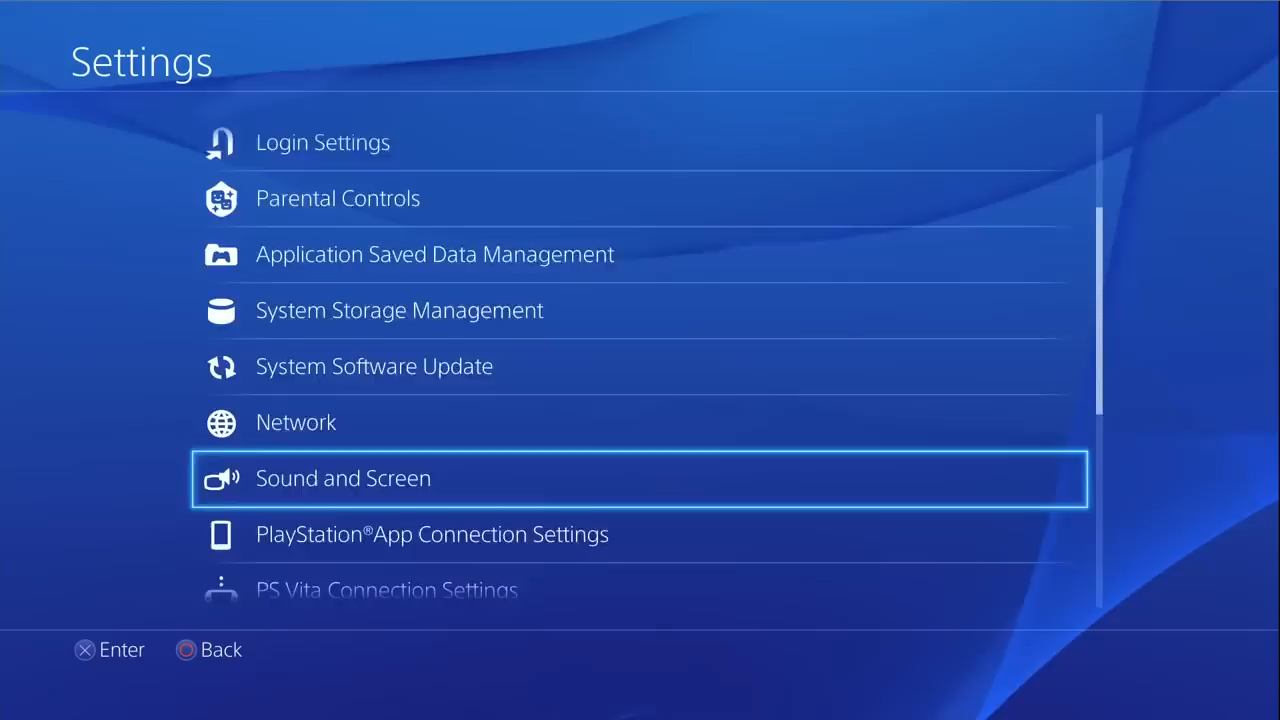 Settings
Login Settings
Parental Controls
Application Saved Data Management
System Storage Management
System Software Update
Network
Sound and Screen
PlayStation®App Connection Settings
PS Vita Connection Settings
Enter Back